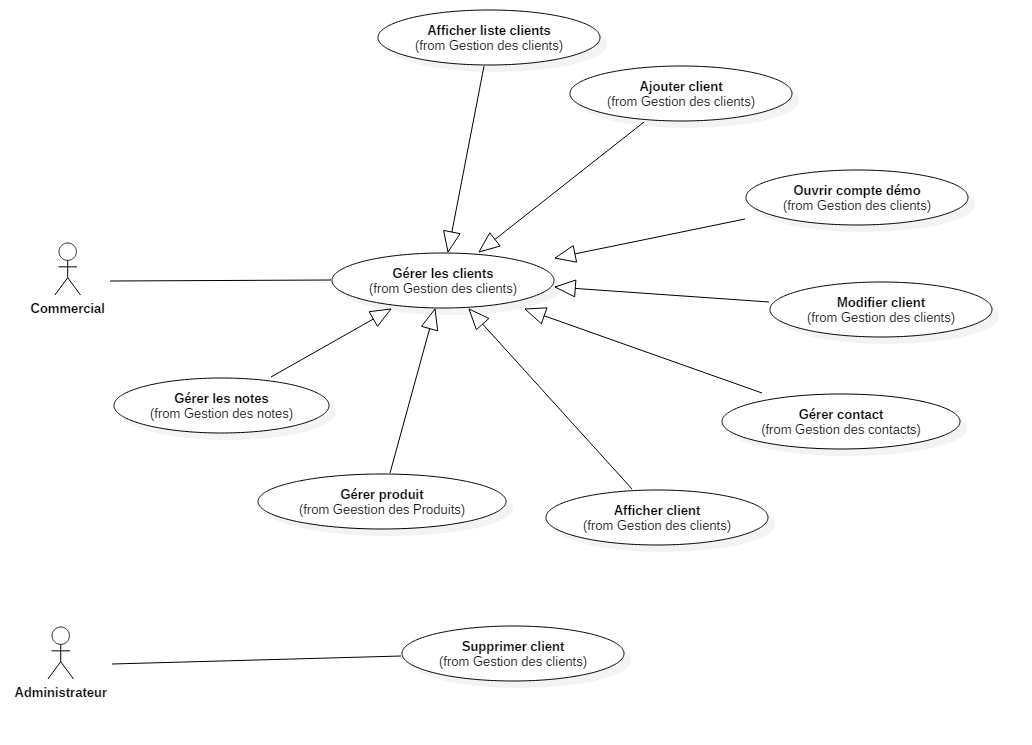 Afficher liste clients
(from Gestion des clients)
Ajouter client
(from Gestion des clients)
Ouvrir compte démo
(from Gestion des clients)
Commercial
Gérer les clients
(from Gestion des clients)
Modifier client
(from Gestion des clients)
Gérer les notes
(from Gestion des notes)
Gérer contact
(from Gestion des contacts)
Gérer produit
(from Geestion des Produits)
Afficher client
(from Gestion des clients)
Administrateur
Supprimer client
(from Gestion des clients)